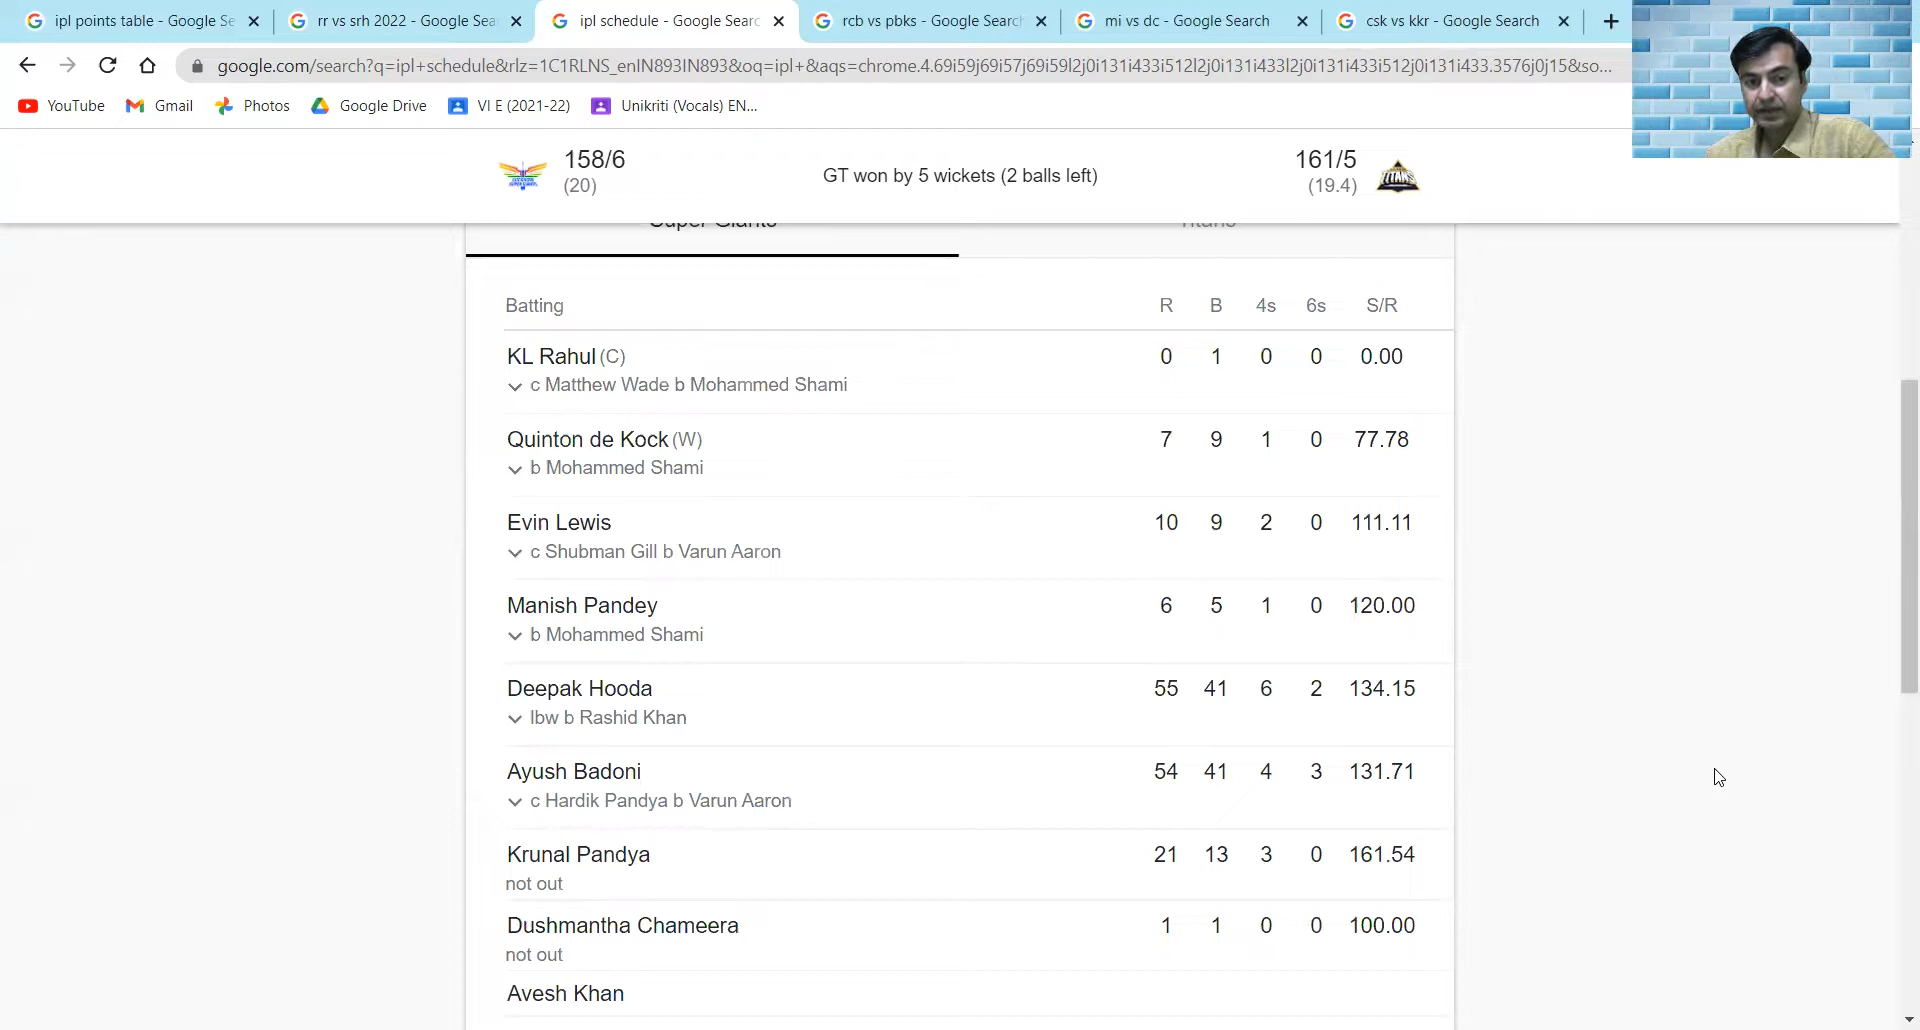 ipl points table - Google Se
rr vs srh 2022 - Google Sea
ipl schedule - Google Searc
rcb vs pbks - Google Search
mi vs dc - Google Search
csk vs kkr - Google Search
google.com/search?q=ipl+schedule&rlz=1C1RLNS_enIN893IN893&oq=ipl+&aqs=chrome.4.69i59j69i57j69i59l2j0i131i433i512l2j0i131i433l2j0i131i433i512j0i131i433.3576j0j15&so...
YouTube
Gmail
Photos
Google Drive
VI E (2021-22)
Unikriti (Vocals) EN...
158/6
(20)
GT won by 5 wickets (2 balls left)
161/5
(19.4)
TITANS
Super Giants
Titans
Batting R B 4s 6s S/R
KL Rahul (C) 0 1 0 0 0.00
c Matthew Wade b Mohammed Shami
Quinton de Kock (W) 7 9 1 0 77.78
b Mohammed Shami
Evin Lewis 10 9 2 0 111.11
c Shubman Gill b Varun Aaron
Manish Pandey 6 5 1 0 120.00
b Mohammed Shami
Deepak Hooda 55 41 6 2 134.15
lbw b Rashid Khan
Ayush Badoni 54 41 4 3 131.71
c Hardik Pandya b Varun Aaron
Krunal Pandya 21 13 3 0 161.54
not out
Dushmantha Chameera 1 1 0 0 100.00
not out
Avesh Khan